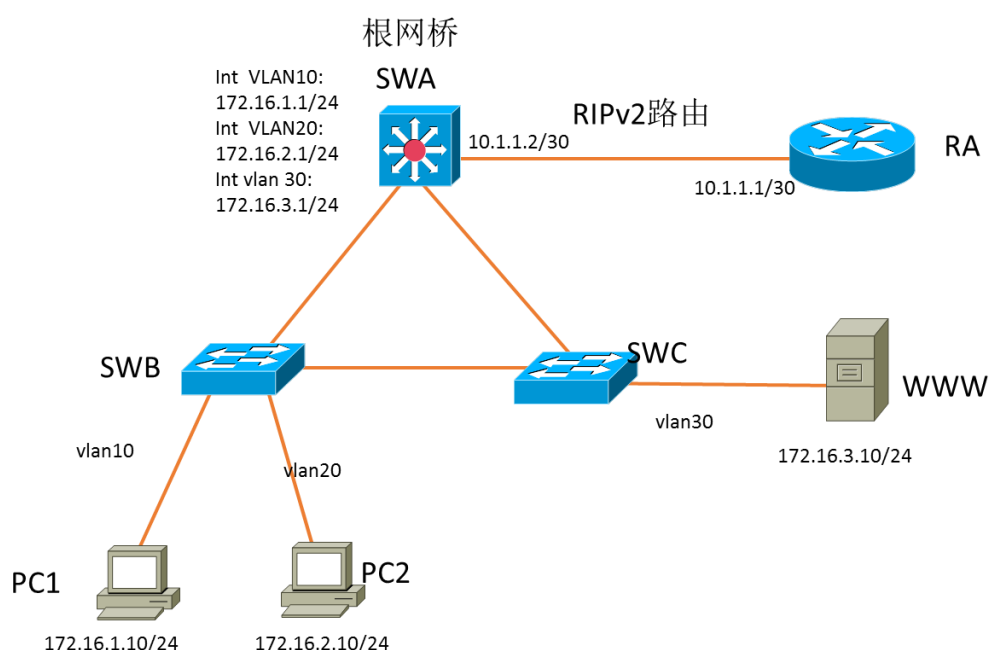 根网桥
SWA
Int VLAN10:
172.16.1.1/24
Int VLAN20:
172.16.2.1/24
Int vlan 30:
172.16.3.1/24
RIPv2路由
10.1.1.2/30
RA
10.1.1.1/30
SWB
SWC
WWW
vlan30
172.16.3.10/24
vlan10
vlan20
PC1
PC2
172.16.1.10/24
172.16.2.10/24